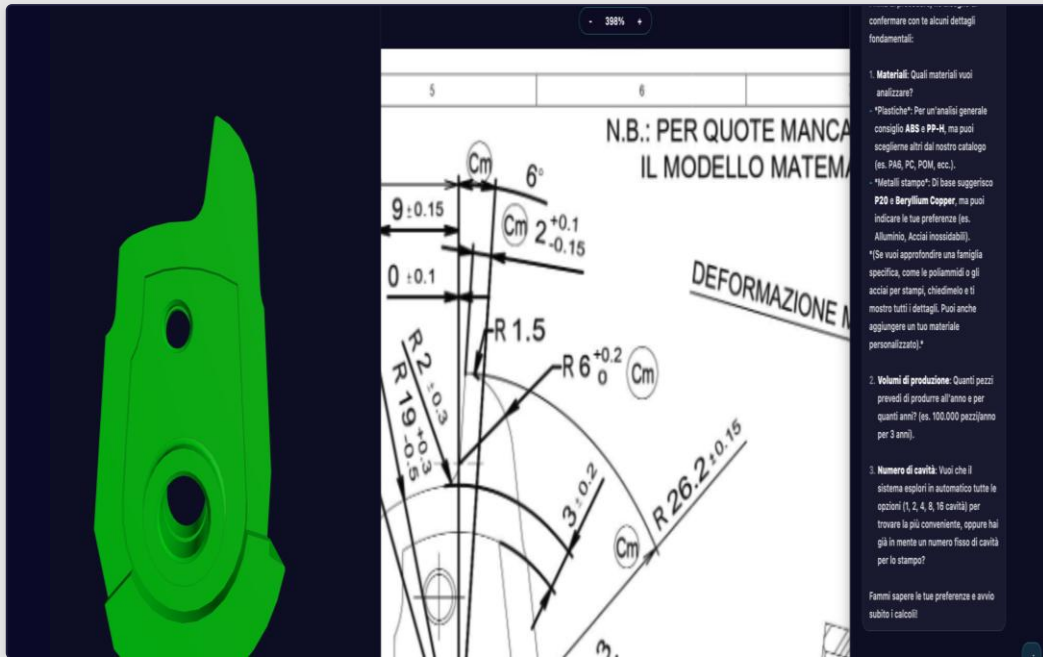 - 398% +
5
6
N.B.: PER QUOTE MANCA
IL MODELLO MATEMA
Cm
6°
9 ±0.15
Cm 2 +0.1 -0.15
0 ±0.1
DEFORMAZIONE M
R 1.5
R 6 +0.2 0 Cm
R 2 ±0.3
R 19 +0.3 -0.5
R 26.2 ±0.15
3 ±0.2
Cm
3
confermare con te alcuni dettagli
fondamentali:
1. Materiali: Quali materiali vuoi
analizzare?
- *Plastiche*: Per un'analisi generale
consiglio ABS e PP-H, ma puoi
sceglierne altri dal nostro catalogo
(es. PA6, PC, POM, ecc.).
- *Metalli stampo*: Di base suggerisco
P20 e Beryllium Copper, ma puoi
indicare le tue preferenze (es.
Alluminio, Acciai inossidabili).
*(Se vuoi approfondire una famiglia
specifica, come le poliammidi o gli
acciai per stampi, chiedimelo e ti
mostro tutti i dettagli. Puoi anche
aggiungere un tuo materiale
personalizzato).*
2. Volumi di produzione: Quanti pezzi
prevedi di produrre all'anno e per
quanti anni? (es. 100.000 pezzi/anno
per 3 anni).
3. Numero di cavità: Vuoi che il
sistema esplori in automatico tutte le
opzioni (1, 2, 4, 8, 16 cavità) per
trovare la più conveniente, oppure hai
già in mente un numero fisso di cavità
per lo stampo?
Fammi sapere le tue preferenze e avvio
subito i calcoli!